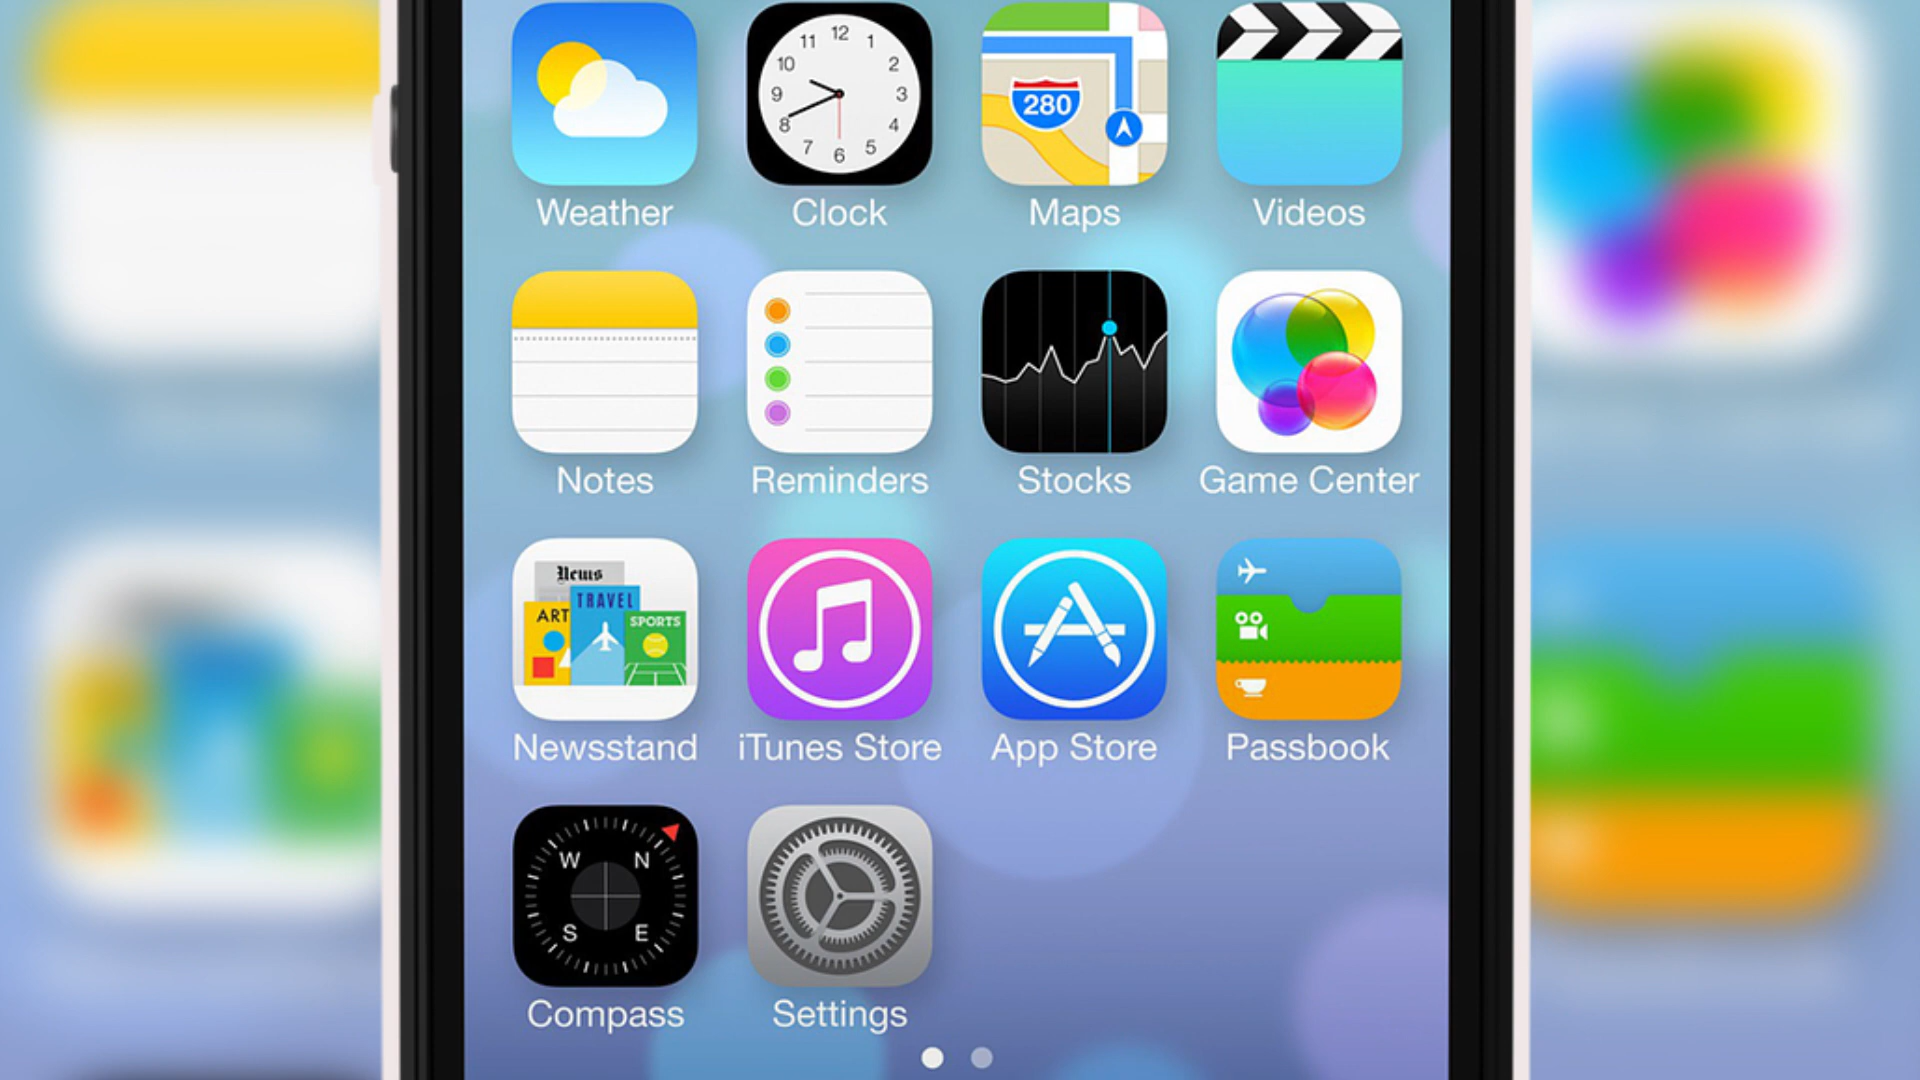 12
11 1
10 2
9 3
8 4
7 5
6
280
Weather Clock Maps Videos
Notes Reminders Stocks Game Center
News
ART TRAVEL SPORTS
Newsstand iTunes Store App Store Passbook
W N
S E
Compass Settings